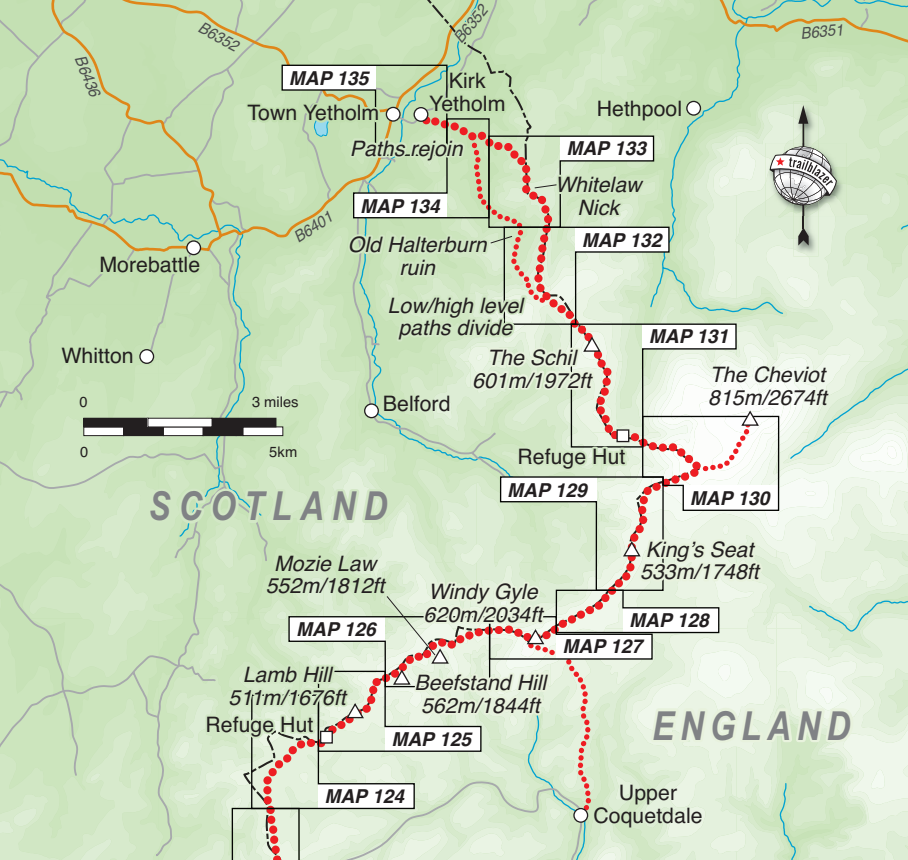 B6352
B6352
B6351
B6436
MAP 135
Kirk
Yetholm
Town Yetholm
Hethpool
Paths rejoin
MAP 133
trailblazer
Whitelaw
Nick
MAP 134
B6401
Old Halterburn
ruin
MAP 132
Morebattle
Low/high level
paths divide
MAP 131
Whitton
The Schil
601m/1972ft
The Cheviot
815m/2674ft
0
3 miles
0
5km
Belford
Refuge Hut
MAP 129
MAP 130
SCOTLAND
King's Seat
533m/1748ft
Mozie Law
552m/1812ft
Windy Gyle
620m/2034ft
MAP 128
MAP 126
MAP 127
Lamb Hill
511m/1676ft
Beefstand Hill
562m/1844ft
Refuge Hut
MAP 125
ENGLAND
MAP 124
Upper
Coquetdale